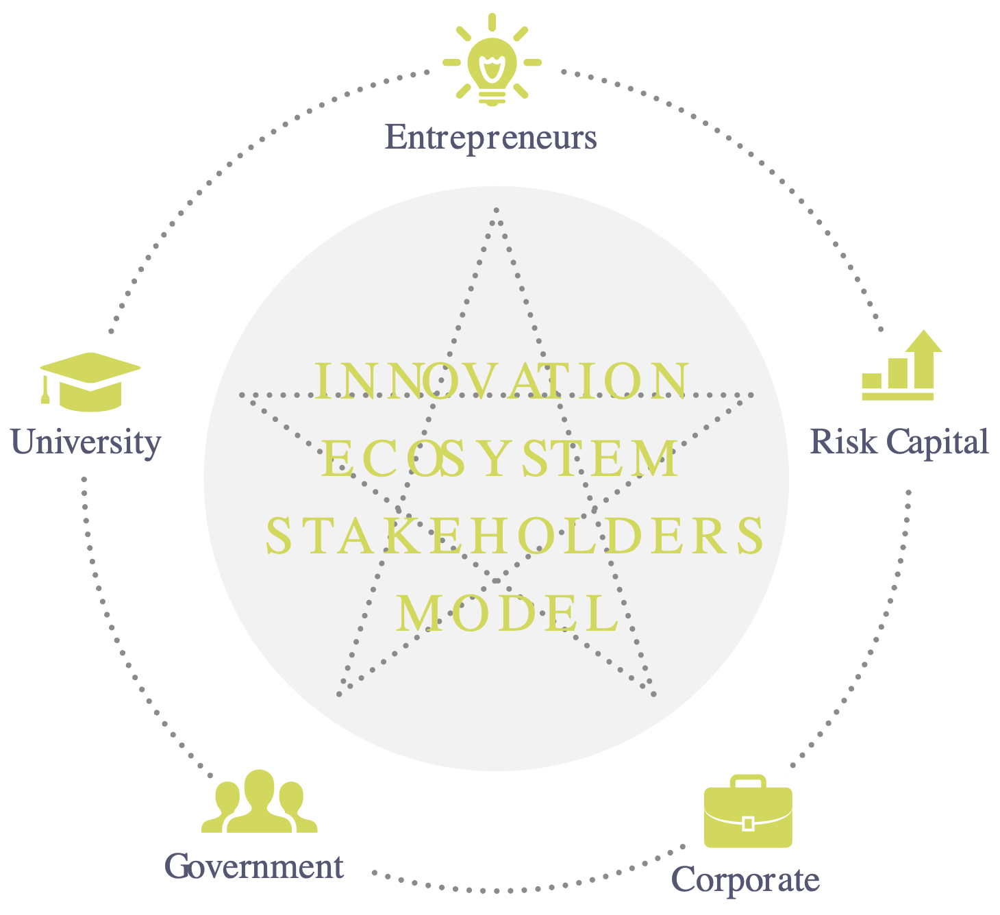 Entrepreneurs
INNOVATION
ECOSYSTEM
STAKEHOLDERS
MODEL
University
Risk Capital
Government
Corporate